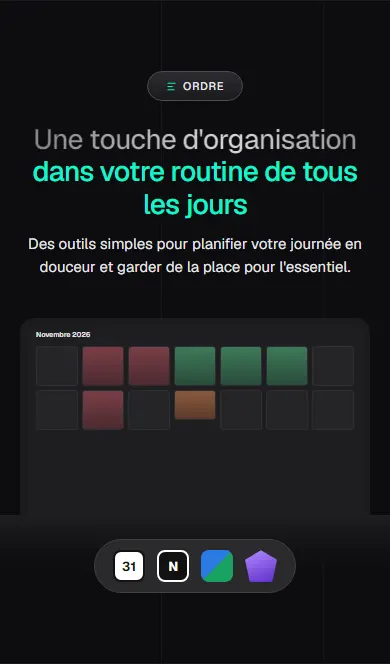 ORDRE
Une touche d'organisation
dans votre routine de tous
les jours
Des outils simples pour planifier votre journée en
douceur et garder de la place pour l'essentiel.
Novembre 2026
31
N